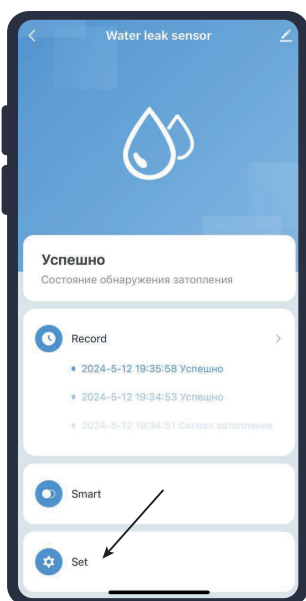 Water leak sensor
Успешно
Состояние обнаружения затопления
Record
2024-5-12 19:35:58 Успешно
2024-5-12 19:34:53 Успешно
2024-5-12 19:34:51 Сигнал затопления
Smart
Set